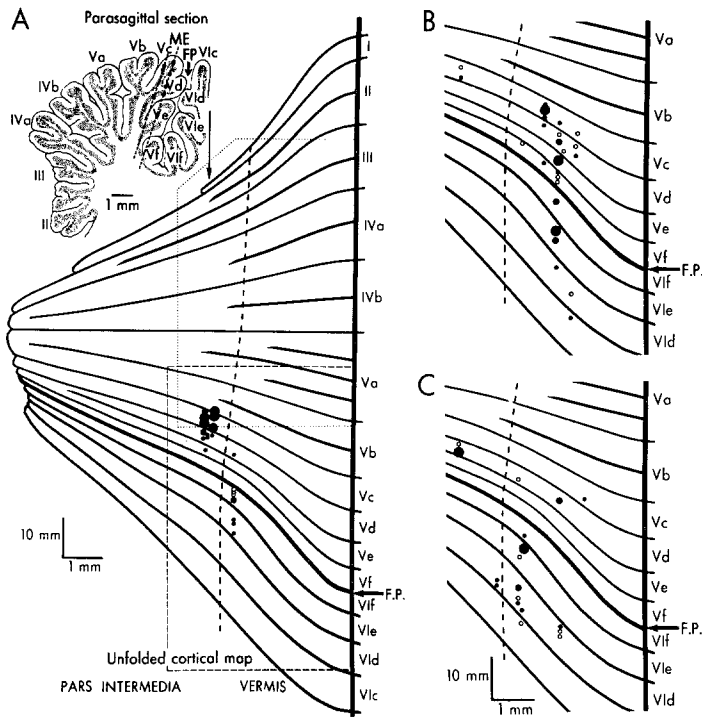 A
Parasagittal section
Va
Vb
Vc
ME
FP
VIc
IVb
Vd
VId
IVa
Ve
VIe
III
Vf
VIf
II
1 mm
I
II
III
IVa
IVb
Va
Vb
Vc
Vd
Ve
Vf
F.P.
VIf
VIe
VId
VIc
10 mm
1 mm
Unfolded cortical map
PARS INTERMEDIA
VERMIS
B
Va
Vb
Vc
Vd
Ve
Vf
F.P.
VIf
VIe
VId
C
Va
Vb
Vc
Vd
Ve
Vf
F.P.
VIf
VIe
VId
10 mm
1 mm